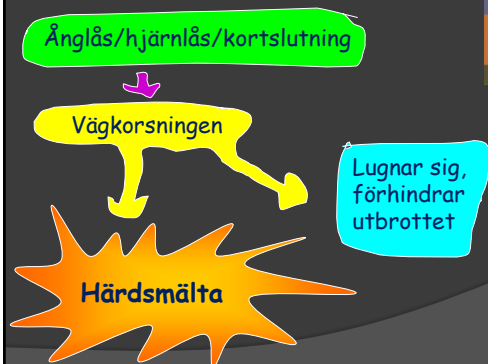 Ånglås/hjärnlås/kortslutning
Vägkorsningen
Lugnar sig,
förhindrar
utbrottet
Härdsmälta